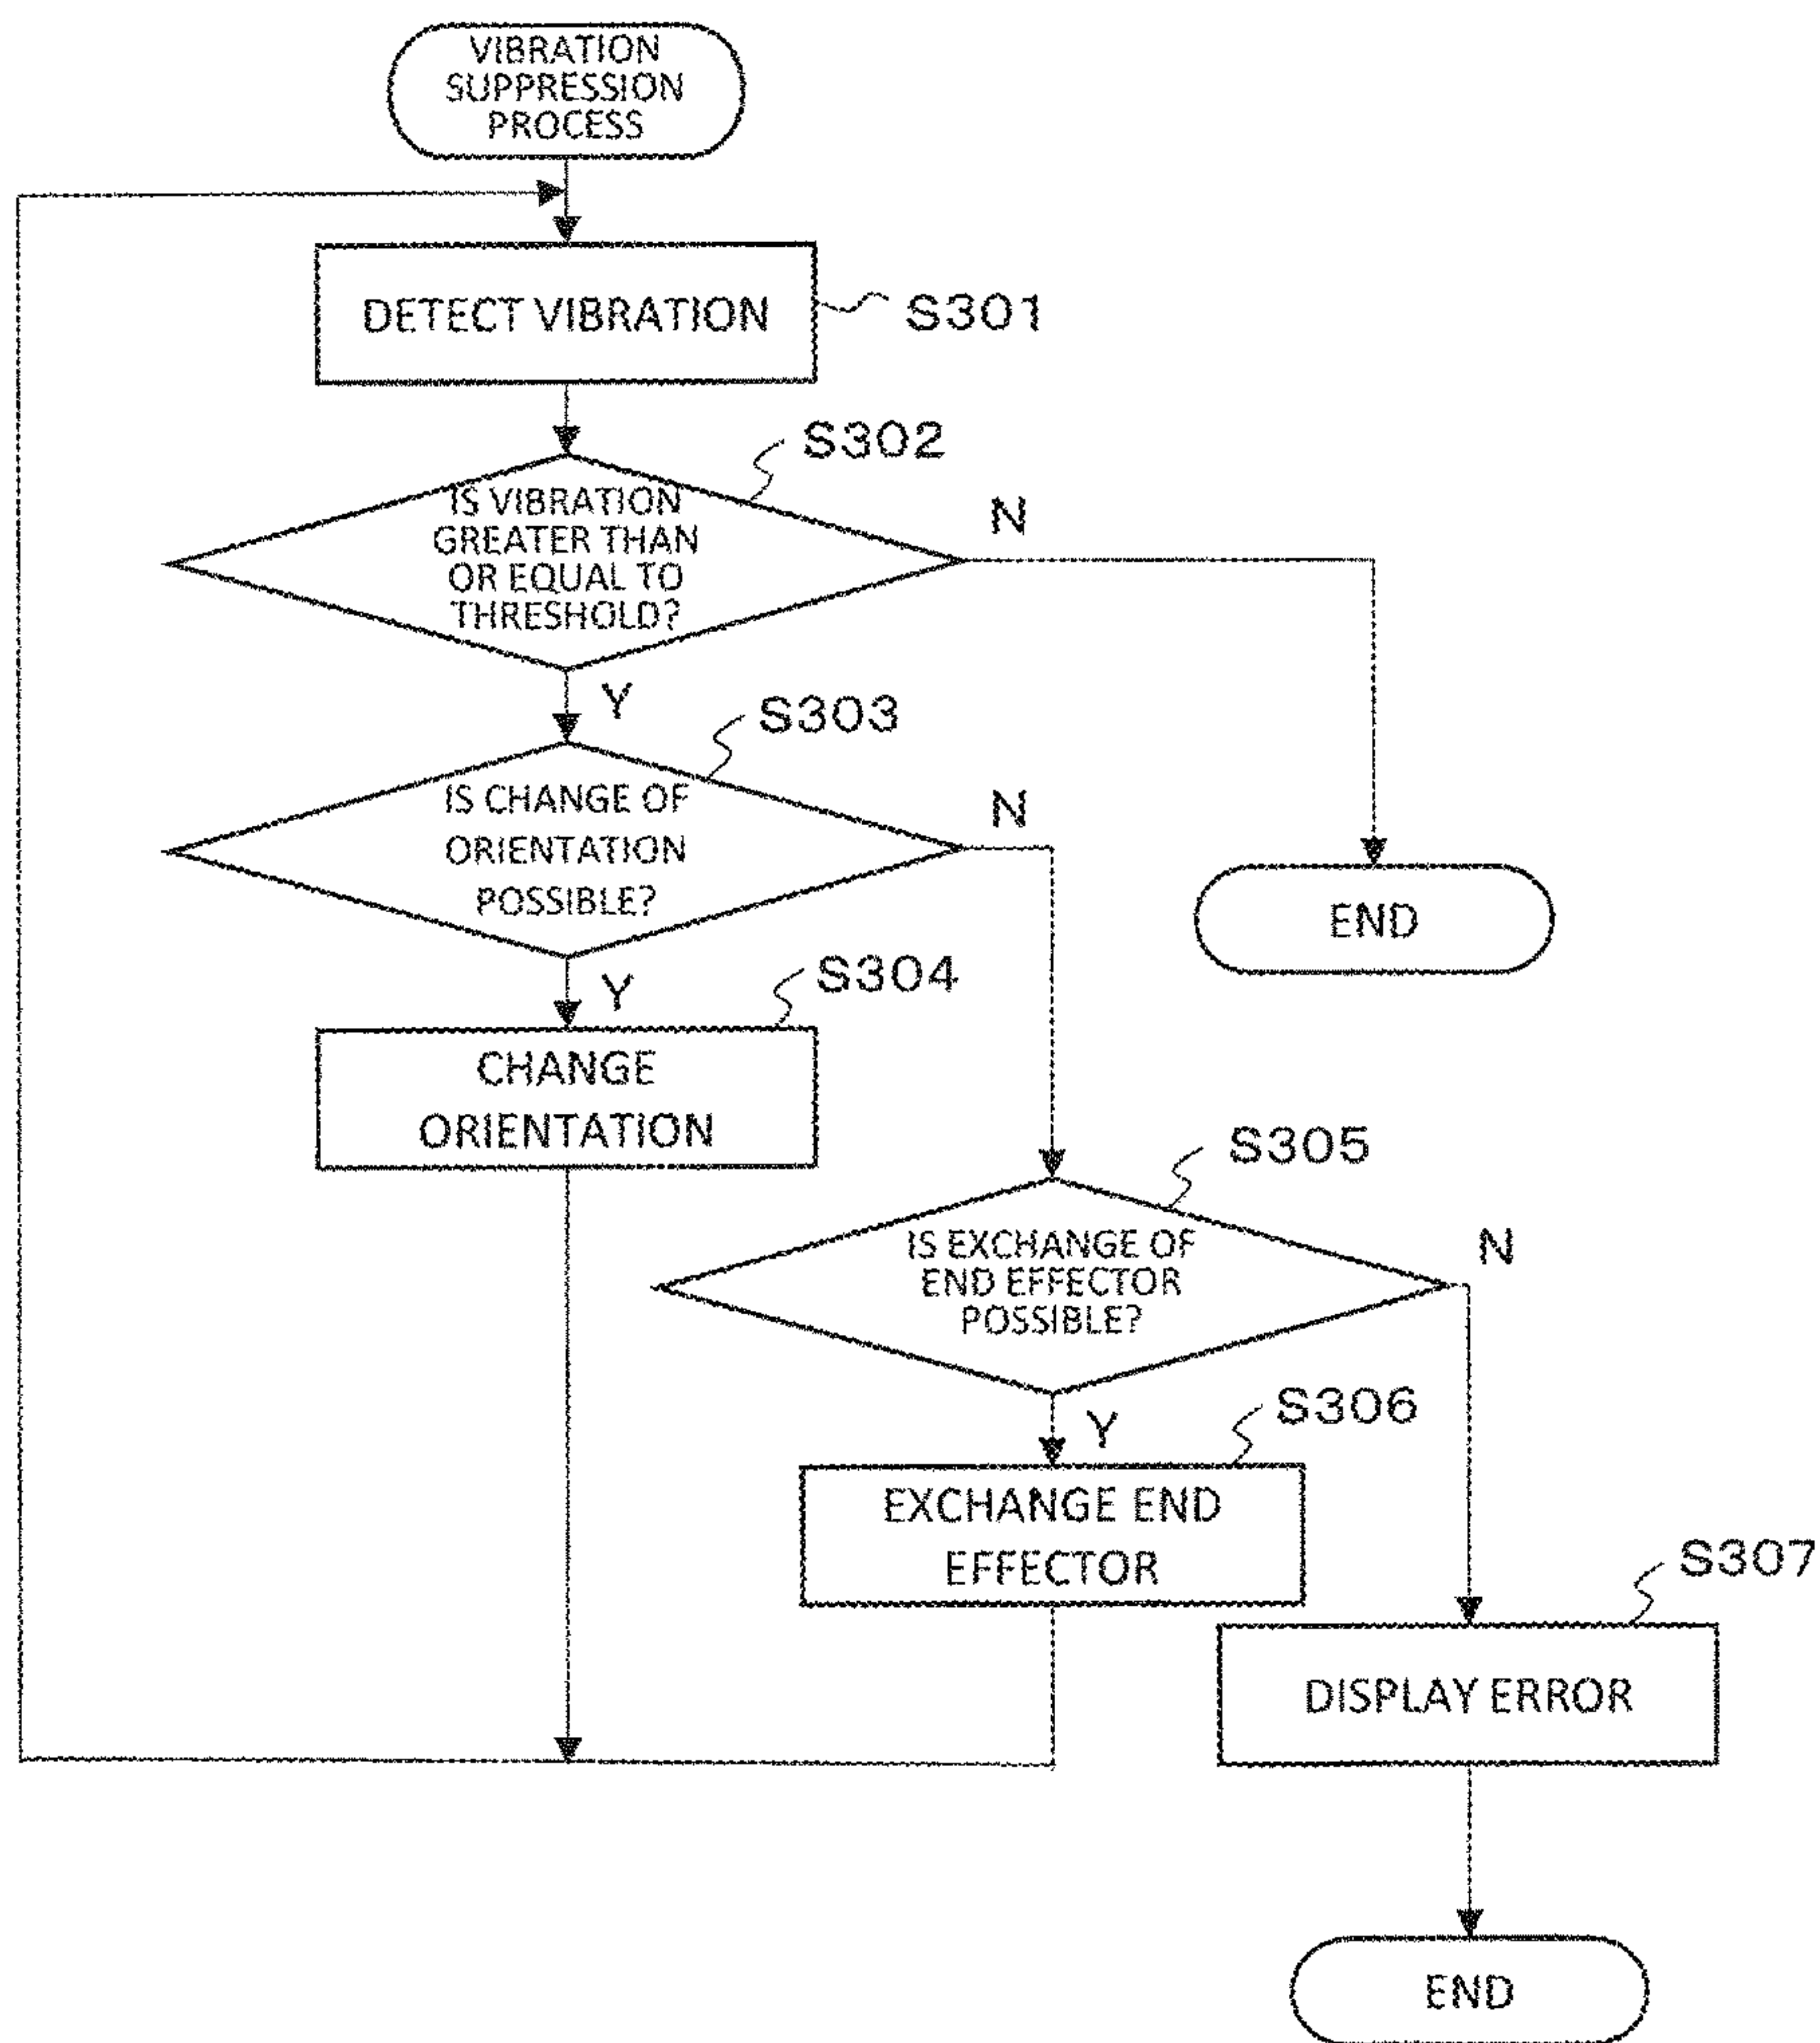 VIBRATION
SUPPRESSION
PROCESS
DETECT VIBRATION
S301
S302
IS VIBRATION
GREATER THAN
OR EQUAL TO
THRESHOLD?
N
Y
S303
IS CHANGE OF
ORIENTATION
POSSIBLE?
N
END
Y
S304
CHANGE
ORIENTATION
S305
IS EXCHANGE OF
END EFFECTOR
POSSIBLE?
N
Y
S306
EXCHANGE END
EFFECTOR
S307
DISPLAY ERROR
END